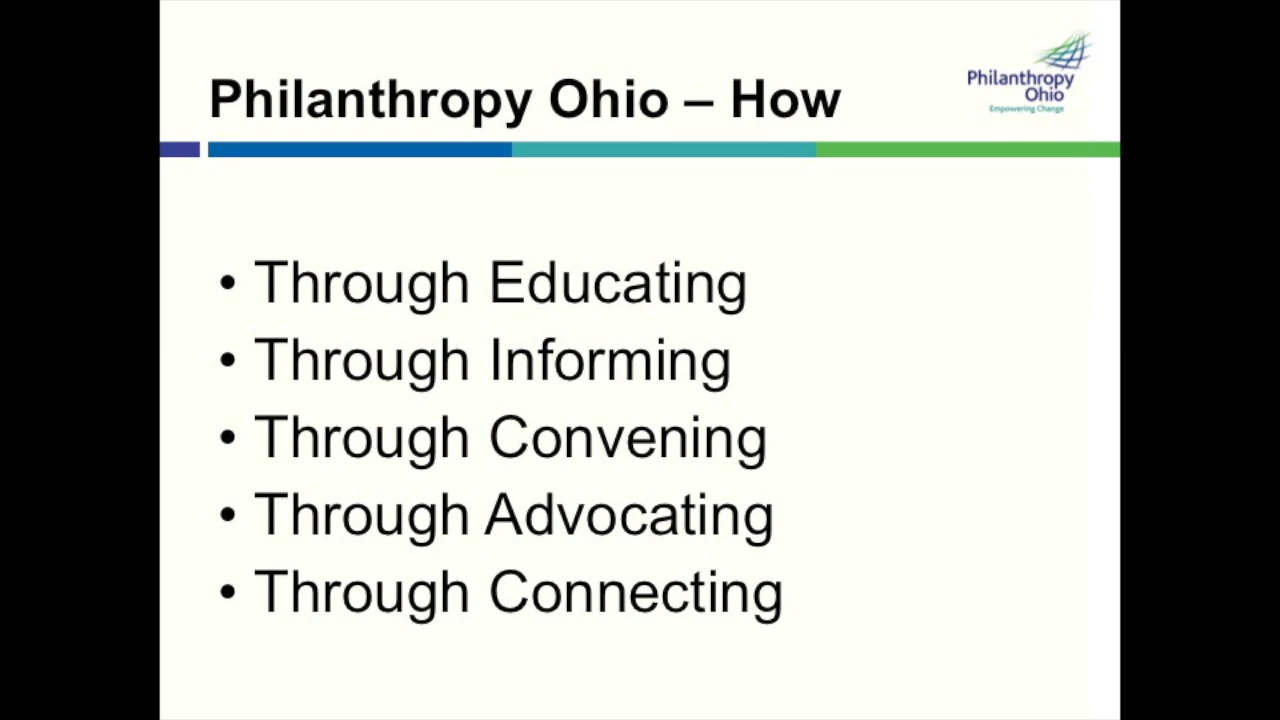 Philanthropy Ohio – How
Philanthropy
Ohio
Empowering Change
• Through Educating
• Through Informing
• Through Convening
• Through Advocating
• Through Connecting